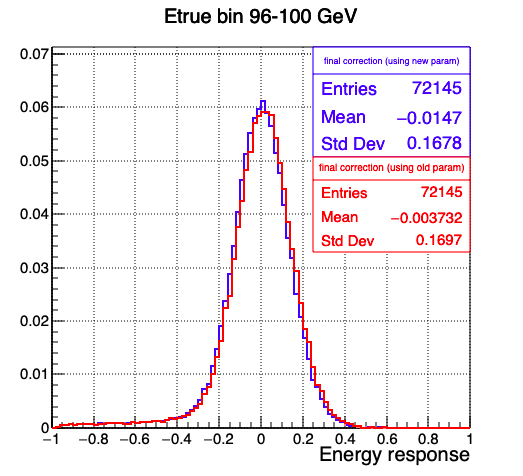 Etrue bin 96-100 GeV
final correction (using new param)
Entries 72145
Mean −0.0147
Std Dev 0.1678
final correction (using old param)
Entries 72145
Mean −0.003732
Std Dev 0.1697
0.07
0.06
0.05
0.04
0.03
0.02
0.01
0
−1 −0.8 −0.6 −0.4 −0.2 0 0.2 0.4 0.6 0.8 1
Energy response